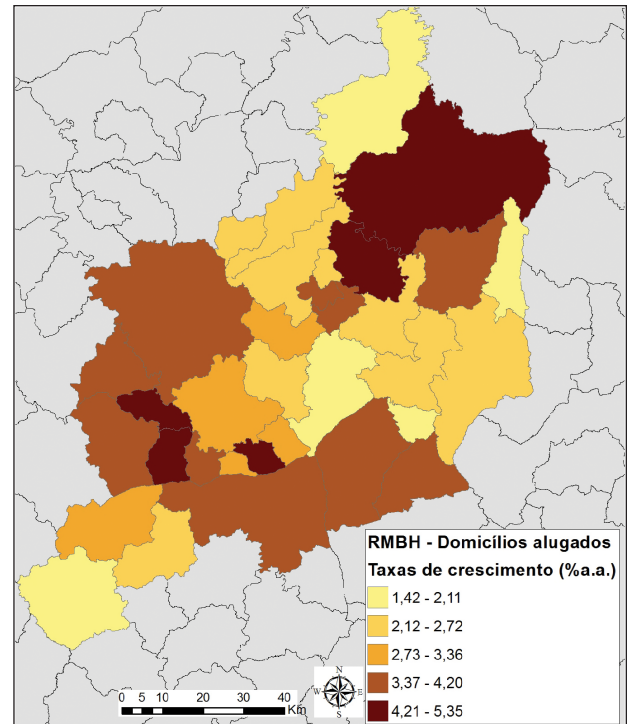 RMBH - Domicílios alugados
Taxas de crescimento (%a.a.)
1,42 - 2,11
2,12 - 2,72
2,73 - 3,36
3,37 - 4,20
4,21 - 5,35
0 5 10 20 30 40
Km
N
W E
S